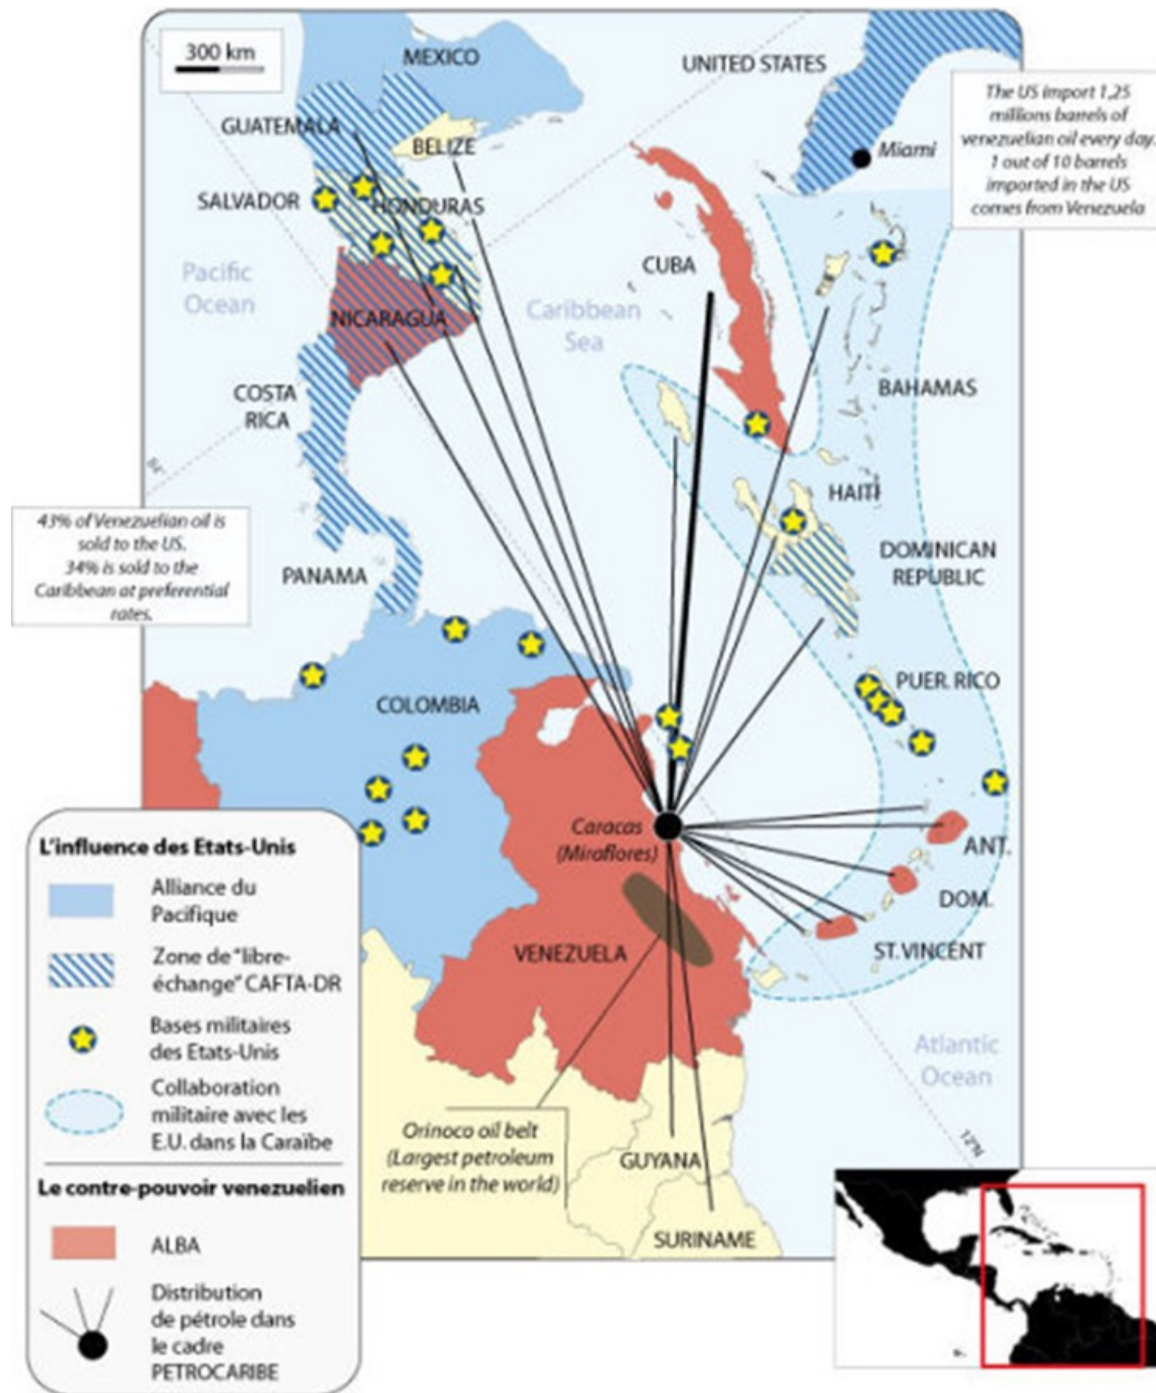 300 km
MEXICO
UNITED STATES
The US import 1,25
millions barrels of
venezuelian oil every day.
1 out of 10 barrels
imported in the US
comes from Venezuela
GUATEMALA
BELIZE
Miami
SALVADOR
HONDURAS
Pacific
Ocean
CUBA
Caribbean
Sea
NICARAGUA
COSTA
RICA
BAHAMAS
84°
HAITI
43% of Venezuelian oil is
sold to the US.
34% is sold to the
Caribbean at preferential
rates.
DOMINICAN
REPUBLIC
PANAMA
PUER. RICO
COLOMBIA
Caracas
(Miraflores)
ANT.
DOM.
VENEZUELA
ST. VINCENT
Atlantic
Ocean
12°N
Orinoco oil belt
(Largest petroleum
reserve in the world)
GUYANA
SURINAME
L'influence des Etats-Unis
Alliance du
Pacifique
Zone de "libre-
échange" CAFTA-DR
Bases militaires
des Etats-Unis
Collaboration
militaire avec les
E.U. dans la Caraïbe
Le contre-pouvoir venezuelien
ALBA
Distribution
de pétrole dans
le cadre
PETROCARIBE